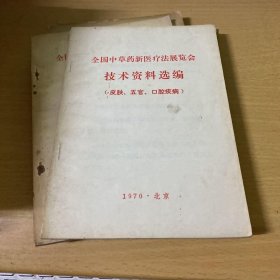 全国中草药新医疗法展览会
技术资料选编
（皮肤、五官、口腔疾病）
1970·北京
全